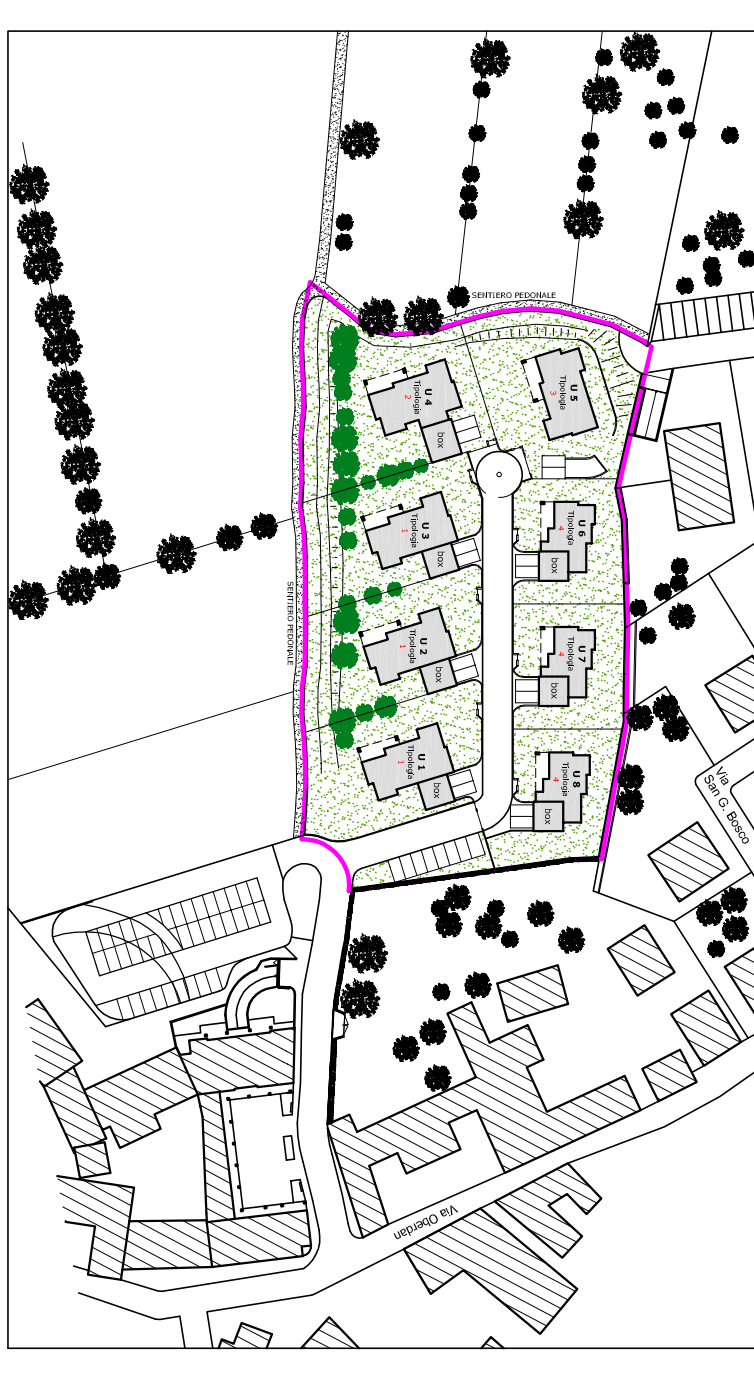 SENTIERO PEDONALE
U 4
Tipologia
2
box
U 5
Tipologia
3
U 3
Tipologia
1
box
U 6
Tipologia
4
box
SENTIERO PEDONALE
U 2
Tipologia
1
box
U 7
Tipologia
4
box
U 1
Tipologia
1
box
U 8
Tipologia
4
box
Via
San G. Bosco
Via Oberdan